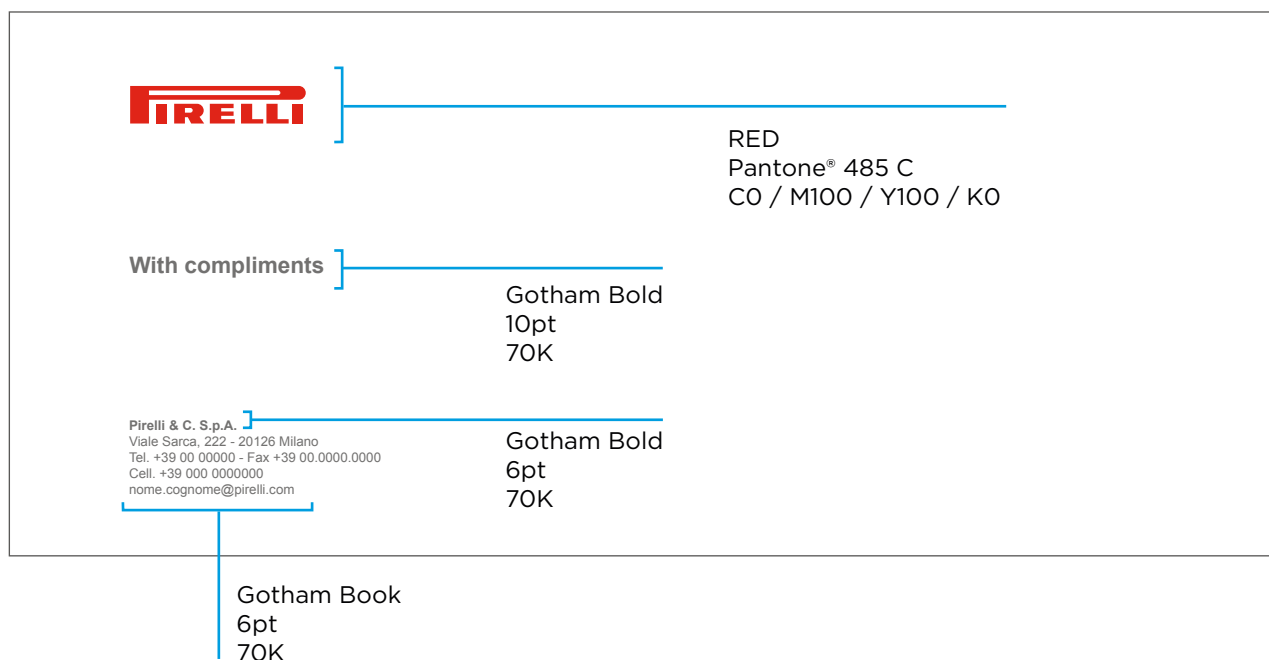 PIRELLI
RED
Pantone® 485 C
C0 / M100 / Y100 / K0
With compliments
Gotham Bold
10pt
70K
Pirelli & C. S.p.A.
Viale Sarca, 222 - 20126 Milano
Tel. +39 00 00000 - Fax +39 00.0000.0000
Cell. +39 000 0000000
nome.cognome@pirelli.com
Gotham Bold
6pt
70K
Gotham Book
6pt
70K